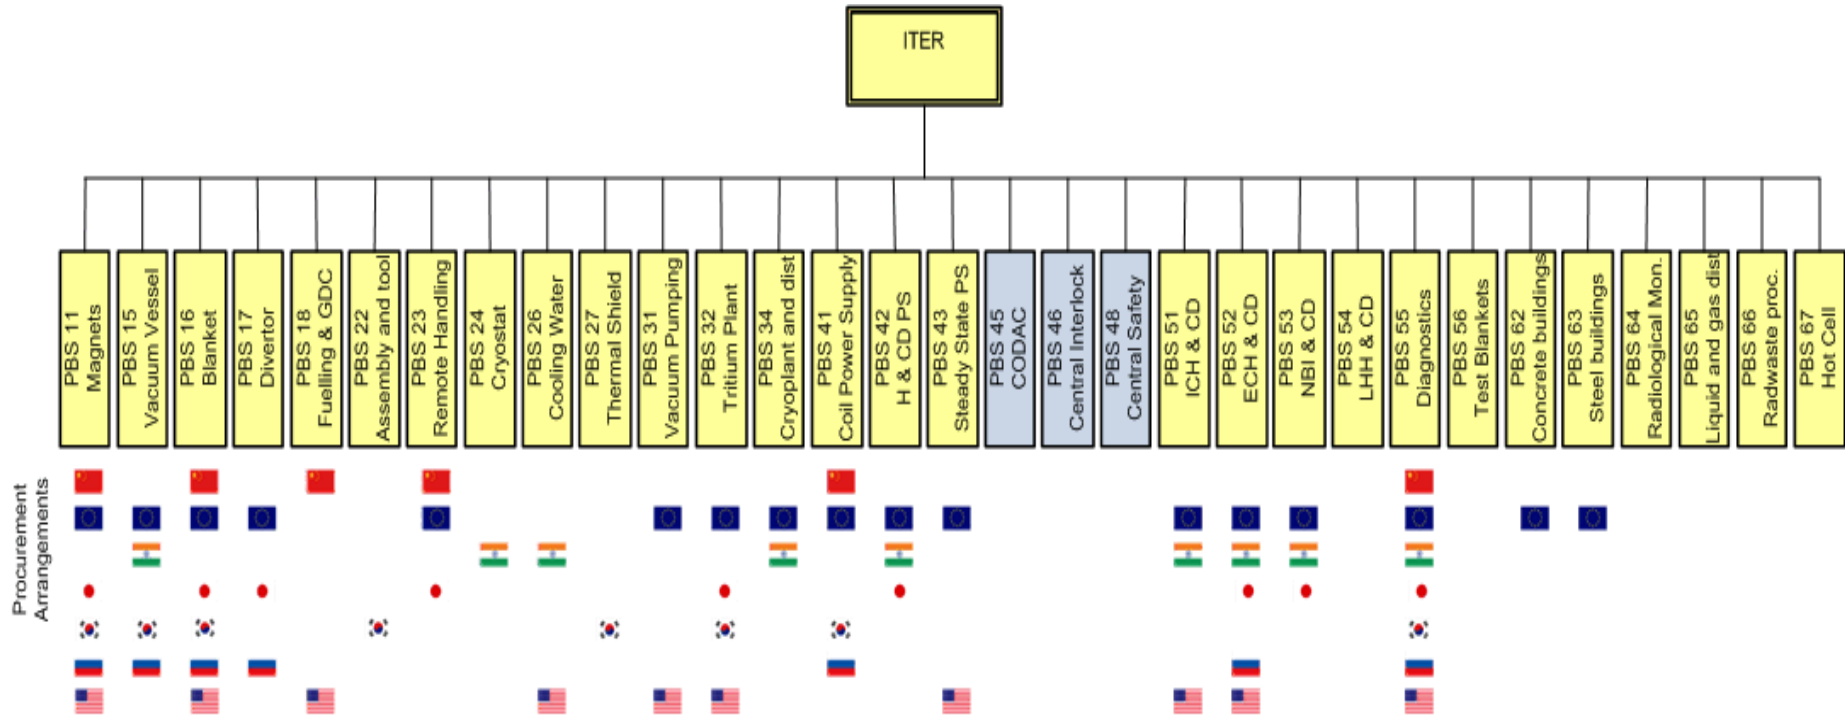 ITER
PBS 11
Magnets
PBS 15
Vacuum Vessel
PBS 16
Blanket
PBS 17
Divertor
PBS 18
Fuelling & GDC
PBS 22
Assembly and tool
PBS 23
Remote Handling
PBS 24
Cryostat
PBS 26
Cooling Water
PBS 27
Thermal Shield
PBS 31
Vacuum Pumping
PBS 32
Tritium Plant
PBS 34
Cryoplant and dist
PBS 41
Coil Power Supply
PBS 42
H & CD PS
PBS 43
Steady State PS
PBS 45
CODAC
PBS 46
Central Interlock
PBS 48
Central Safety
PBS 51
ICH & CD
PBS 52
ECH & CD
PBS 53
NBI & CD
PBS 54
LHH & CD
PBS 55
Diagnostics
PBS 56
Test Blankets
PBS 62
Concrete buildings
PBS 63
Steel buildings
PBS 64
Radiological Mon.
PBS 65
Liquid and gas dist
PBS 66
Radwaste proc.
PBS 67
Hot Cell
Procurement
Arrangements